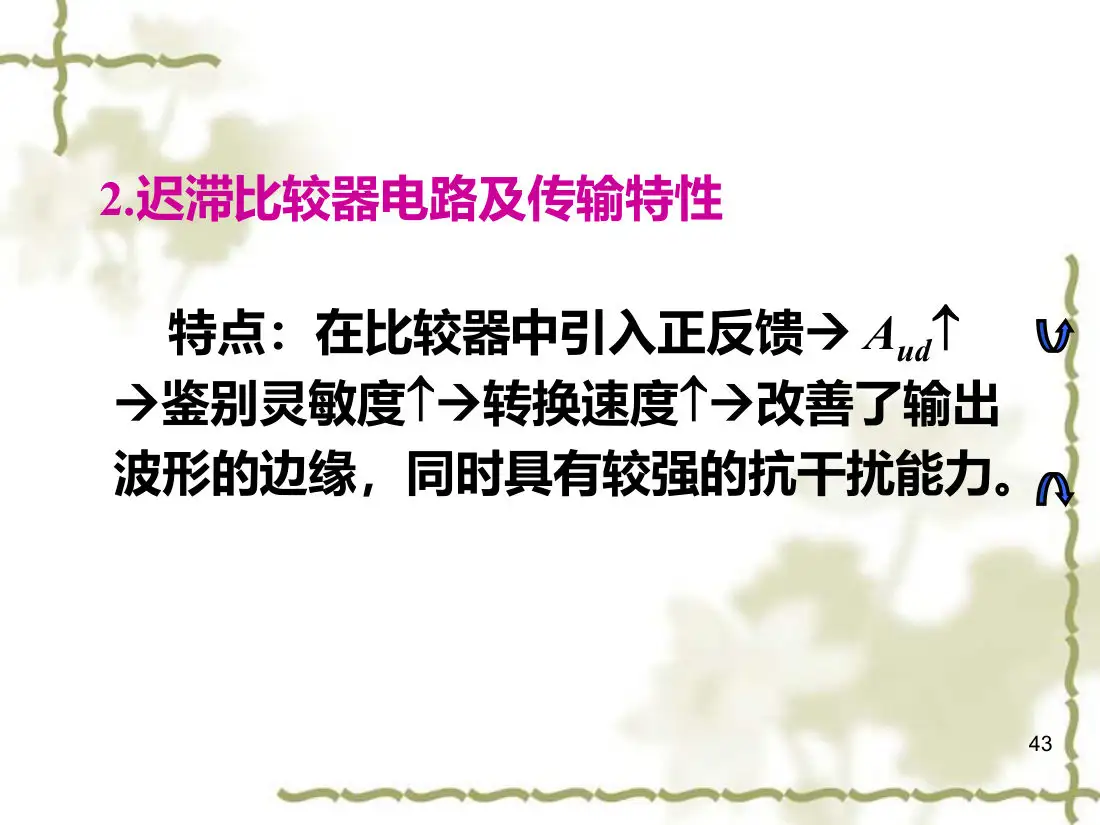 2.迟滞比较器电路及传输特性
特点：在比较器中引入正反馈→ Aud↑
→鉴别灵敏度↑→转换速度↑→改善了输出
波形的边缘，同时具有较强的抗干扰能力。
43